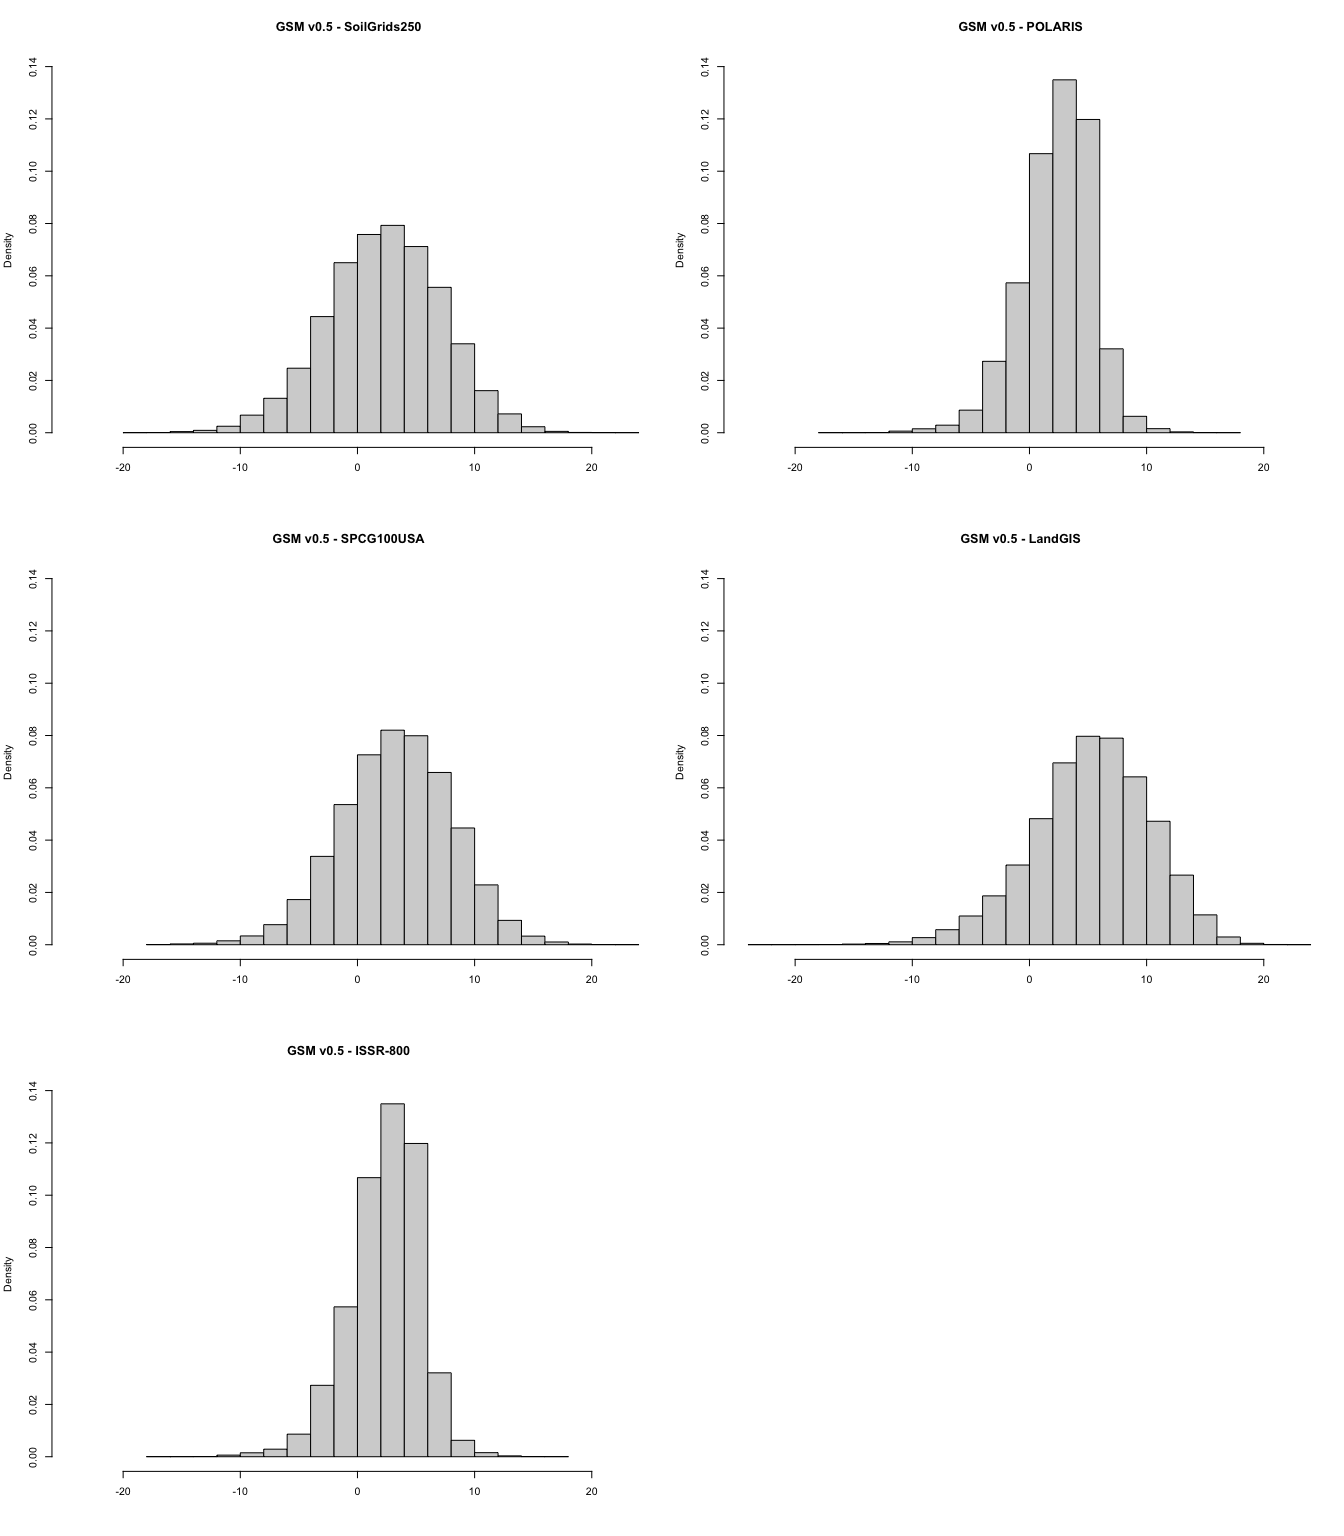 GSM v0.5 - SoilGrids250
Density
0.14
0.12
0.10
0.08
0.06
0.04
0.02
0.00
-20 -10 0 10 20
GSM v0.5 - POLARIS
Density
0.14
0.12
0.10
0.08
0.06
0.04
0.02
0.00
-20 -10 0 10 20
GSM v0.5 - SPCG100USA
Density
0.14
0.12
0.10
0.08
0.06
0.04
0.02
0.00
-20 -10 0 10 20
GSM v0.5 - LandGIS
Density
0.14
0.12
0.10
0.08
0.06
0.04
0.02
0.00
-20 -10 0 10 20
GSM v0.5 - ISSR-800
Density
0.14
0.12
0.10
0.08
0.06
0.04
0.02
0.00
-20 -10 0 10 20